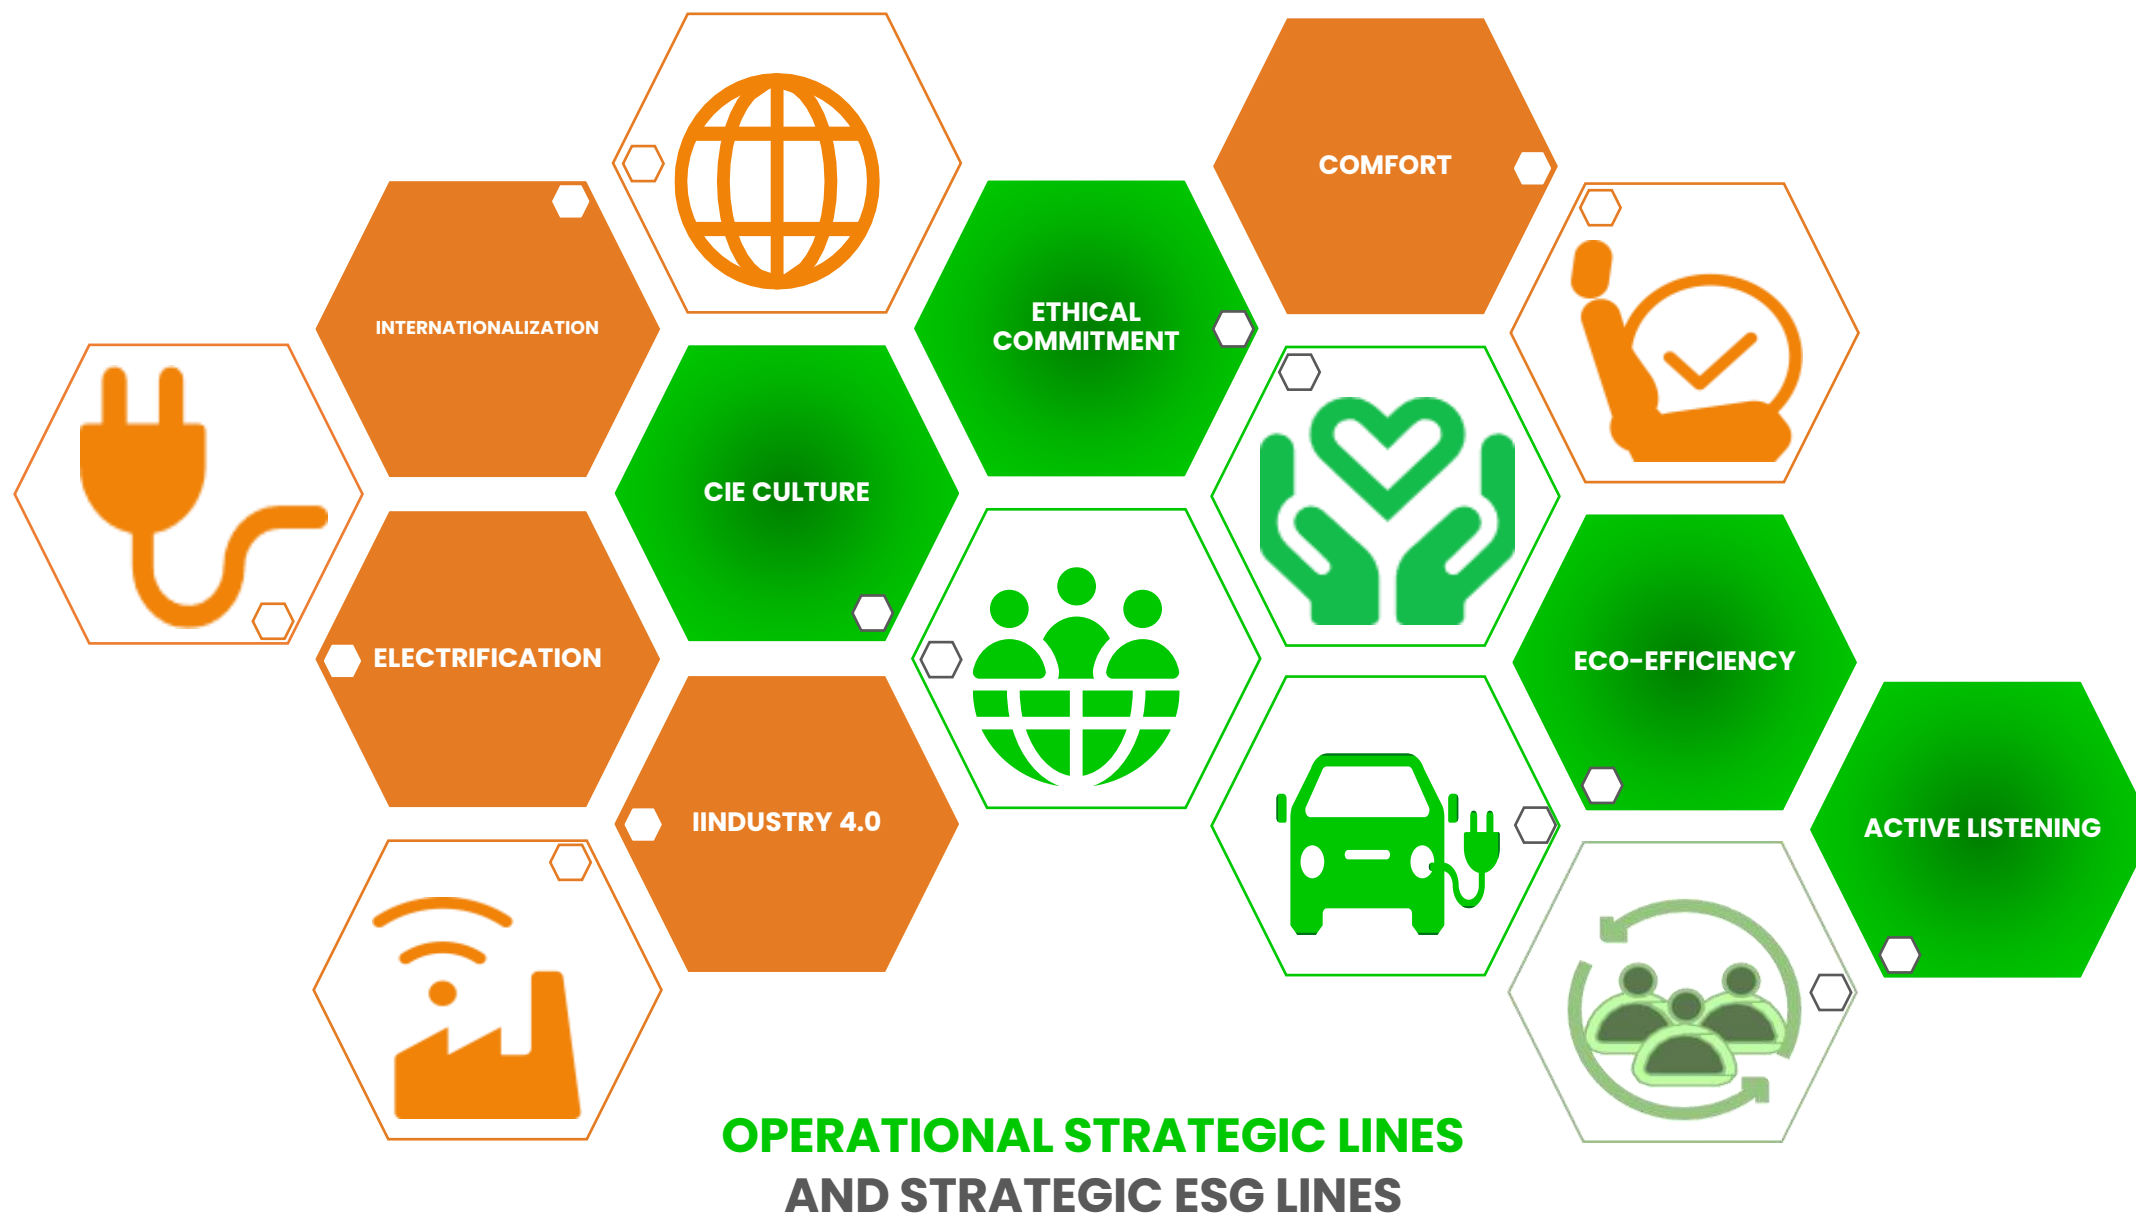 COMFORT
INTERNATIONALIZATION
ETHICAL
COMMITMENT
CIE CULTURE
ELECTRIFICATION
ECO-EFFICIENCY
IINDUSTRY 4.0
ACTIVE LISTENING
OPERATIONAL STRATEGIC LINES
AND STRATEGIC ESG LINES